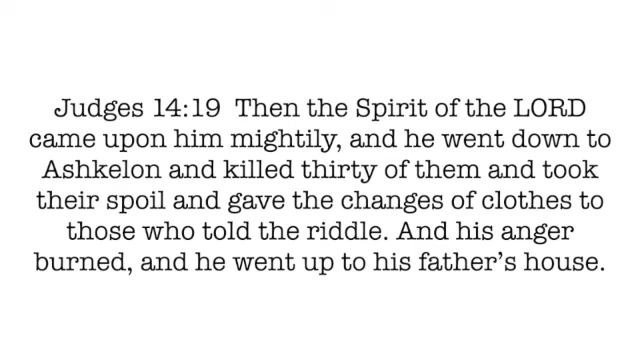 Judges 14:19  Then the Spirit of the LORD
came upon him mightily, and he went down to
Ashkelon and killed thirty of them and took
their spoil and gave the changes of clothes to
those who told the riddle. And his anger
burned, and he went up to his father’s house.